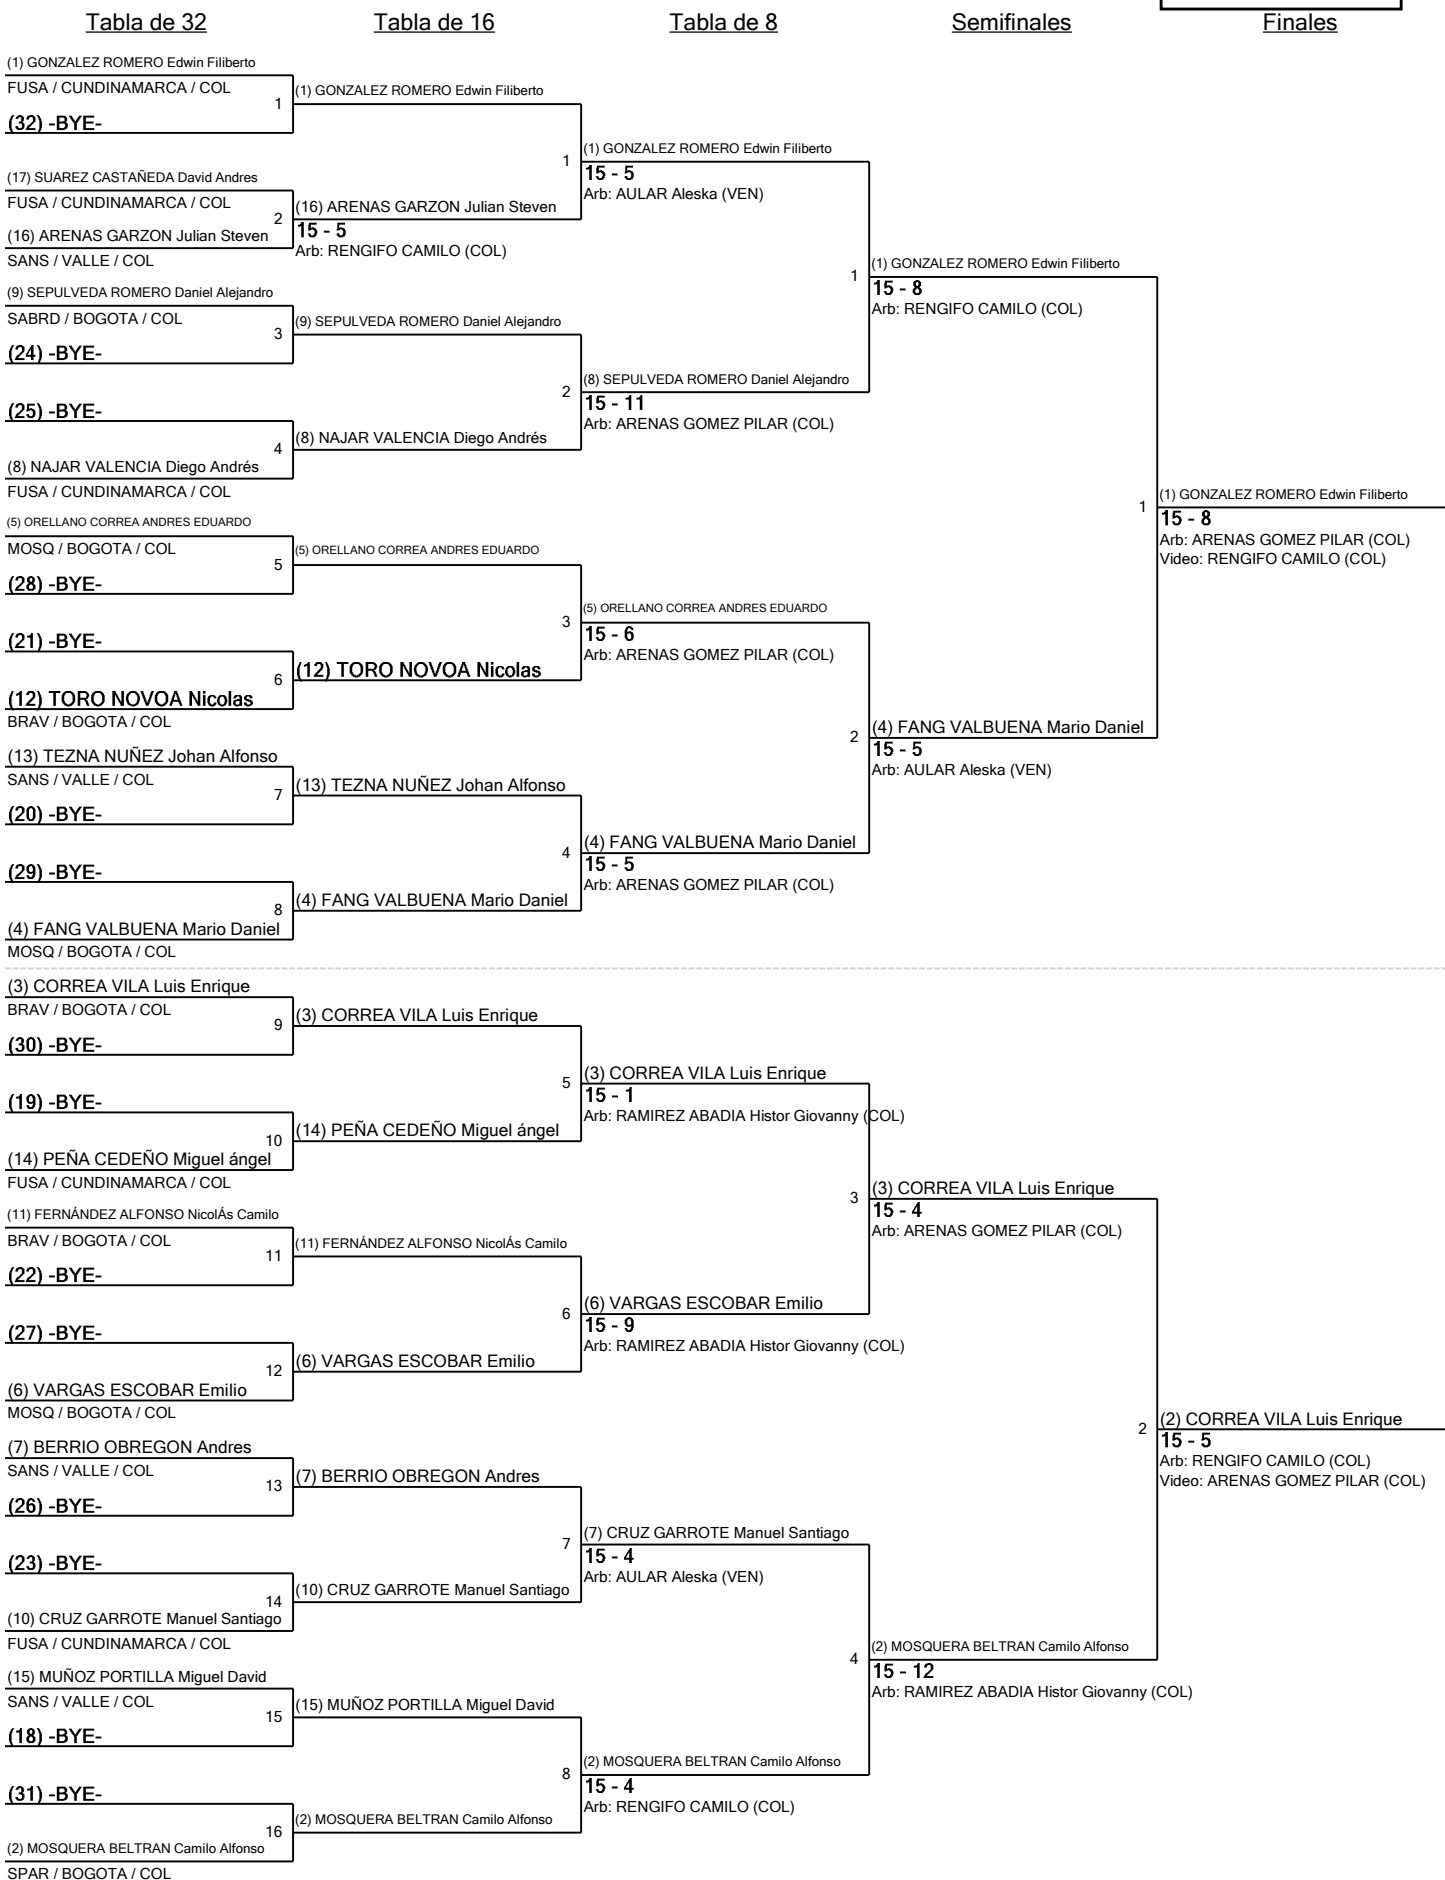 Tabla de 32
Tabla de 16
Tabla de 8
Semifinales
Finales
(1) GONZALEZ ROMERO Edwin Filiberto
FUSA / CUNDINAMARCA / COL
1
(32) -BYE-
(17) SUAREZ CASTAÑEDA David Andres
FUSA / CUNDINAMARCA / COL
2
(16) ARENAS GARZON Julian Steven
SANS / VALLE / COL
(9) SEPULVEDA ROMERO Daniel Alejandro
SABRD / BOGOTA / COL
3
(24) -BYE-
(25) -BYE-
4
(8) NAJAR VALENCIA Diego Andrés
FUSA / CUNDINAMARCA / COL
(5) ORELLANO CORREA ANDRES EDUARDO
MOSQ / BOGOTA / COL
5
(28) -BYE-
(21) -BYE-
6
(12) TORO NOVOA Nicolas
BRAV / BOGOTA / COL
(13) TEZNA NUÑEZ Johan Alfonso
SANS / VALLE / COL
7
(20) -BYE-
(29) -BYE-
8
(4) FANG VALBUENA Mario Daniel
MOSQ / BOGOTA / COL
(3) CORREA VILA Luis Enrique
BRAV / BOGOTA / COL
9
(30) -BYE-
(19) -BYE-
10
(14) PEÑA CEDEÑO Miguel ángel
FUSA / CUNDINAMARCA / COL
(11) FERNÁNDEZ ALFONSO NicolÁs Camilo
BRAV / BOGOTA / COL
11
(22) -BYE-
(27) -BYE-
12
(6) VARGAS ESCOBAR Emilio
MOSQ / BOGOTA / COL
(7) BERRIO OBREGON Andres
SANS / VALLE / COL
13
(26) -BYE-
(23) -BYE-
14
(10) CRUZ GARROTE Manuel Santiago
FUSA / CUNDINAMARCA / COL
(15) MUÑOZ PORTILLA Miguel David
SANS / VALLE / COL
15
(18) -BYE-
(31) -BYE-
16
(2) MOSQUERA BELTRAN Camilo Alfonso
SPAR / BOGOTA / COL
(1) GONZALEZ ROMERO Edwin Filiberto
1
(16) ARENAS GARZON Julian Steven
15 - 5
Arb: RENGIFO CAMILO (COL)
(9) SEPULVEDA ROMERO Daniel Alejandro
2
(8) NAJAR VALENCIA Diego Andrés
(5) ORELLANO CORREA ANDRES EDUARDO
3
(12) TORO NOVOA Nicolas
(13) TEZNA NUÑEZ Johan Alfonso
4
(4) FANG VALBUENA Mario Daniel
(3) CORREA VILA Luis Enrique
5
(14) PEÑA CEDEÑO Miguel ángel
(11) FERNÁNDEZ ALFONSO NicolÁs Camilo
6
(6) VARGAS ESCOBAR Emilio
(7) BERRIO OBREGON Andres
7
(10) CRUZ GARROTE Manuel Santiago
(15) MUÑOZ PORTILLA Miguel David
8
(2) MOSQUERA BELTRAN Camilo Alfonso
(1) GONZALEZ ROMERO Edwin Filiberto
15 - 5
Arb: AULAR Aleska (VEN)
1
(8) SEPULVEDA ROMERO Daniel Alejandro
15 - 11
Arb: ARENAS GOMEZ PILAR (COL)
(5) ORELLANO CORREA ANDRES EDUARDO
15 - 6
Arb: ARENAS GOMEZ PILAR (COL)
2
(4) FANG VALBUENA Mario Daniel
15 - 5
Arb: ARENAS GOMEZ PILAR (COL)
(3) CORREA VILA Luis Enrique
15 - 1
Arb: RAMIREZ ABADIA Histor Giovanny (COL)
3
(6) VARGAS ESCOBAR Emilio
15 - 9
Arb: RAMIREZ ABADIA Histor Giovanny (COL)
(7) CRUZ GARROTE Manuel Santiago
15 - 4
Arb: AULAR Aleska (VEN)
4
(2) MOSQUERA BELTRAN Camilo Alfonso
15 - 4
Arb: RENGIFO CAMILO (COL)
(1) GONZALEZ ROMERO Edwin Filiberto
15 - 8
Arb: RENGIFO CAMILO (COL)
1
(4) FANG VALBUENA Mario Daniel
15 - 5
Arb: AULAR Aleska (VEN)
(3) CORREA VILA Luis Enrique
15 - 4
Arb: ARENAS GOMEZ PILAR (COL)
2
(2) MOSQUERA BELTRAN Camilo Alfonso
15 - 12
Arb: RAMIREZ ABADIA Histor Giovanny (COL)
(1) GONZALEZ ROMERO Edwin Filiberto
15 - 8
Arb: ARENAS GOMEZ PILAR (COL)
Video: RENGIFO CAMILO (COL)
(2) CORREA VILA Luis Enrique
15 - 5
Arb: RENGIFO CAMILO (COL)
Video: ARENAS GOMEZ PILAR (COL)